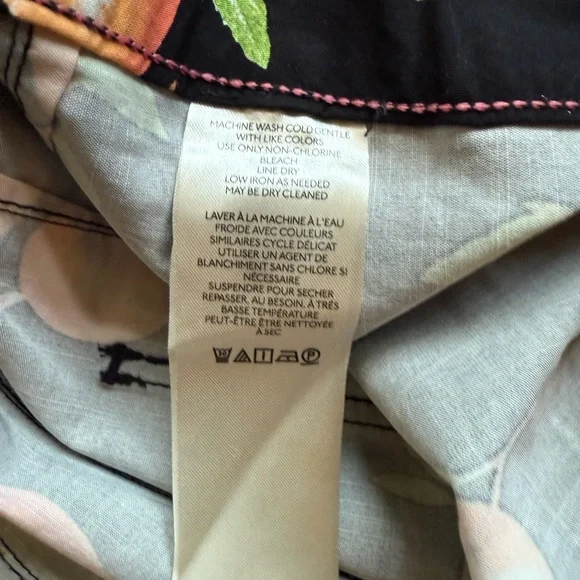 MACHINE WASH COLD GENTLE
WITH LIKE COLORS
USE ONLY NON-CHLORINE
BLEACH
LINE DRY
LOW IRON AS NEEDED
MAY BE DRY CLEANED
LAVER À LA MACHINE À L'EAU
FROIDE AVEC COULEURS
SIMILAIRES CYCLE DÉLICAT
UTILISER UN AGENT DE
BLANCHIMENT SANS CHLORE SI
NÉCESSAIRE
SUSPENDRE POUR SÉCHER
REPASSER, AU BESOIN, À TRÈS
BASSE TEMPÉRATURE
PEUT-ÊTRE ÊTRE NETTOYÉE
À SEC